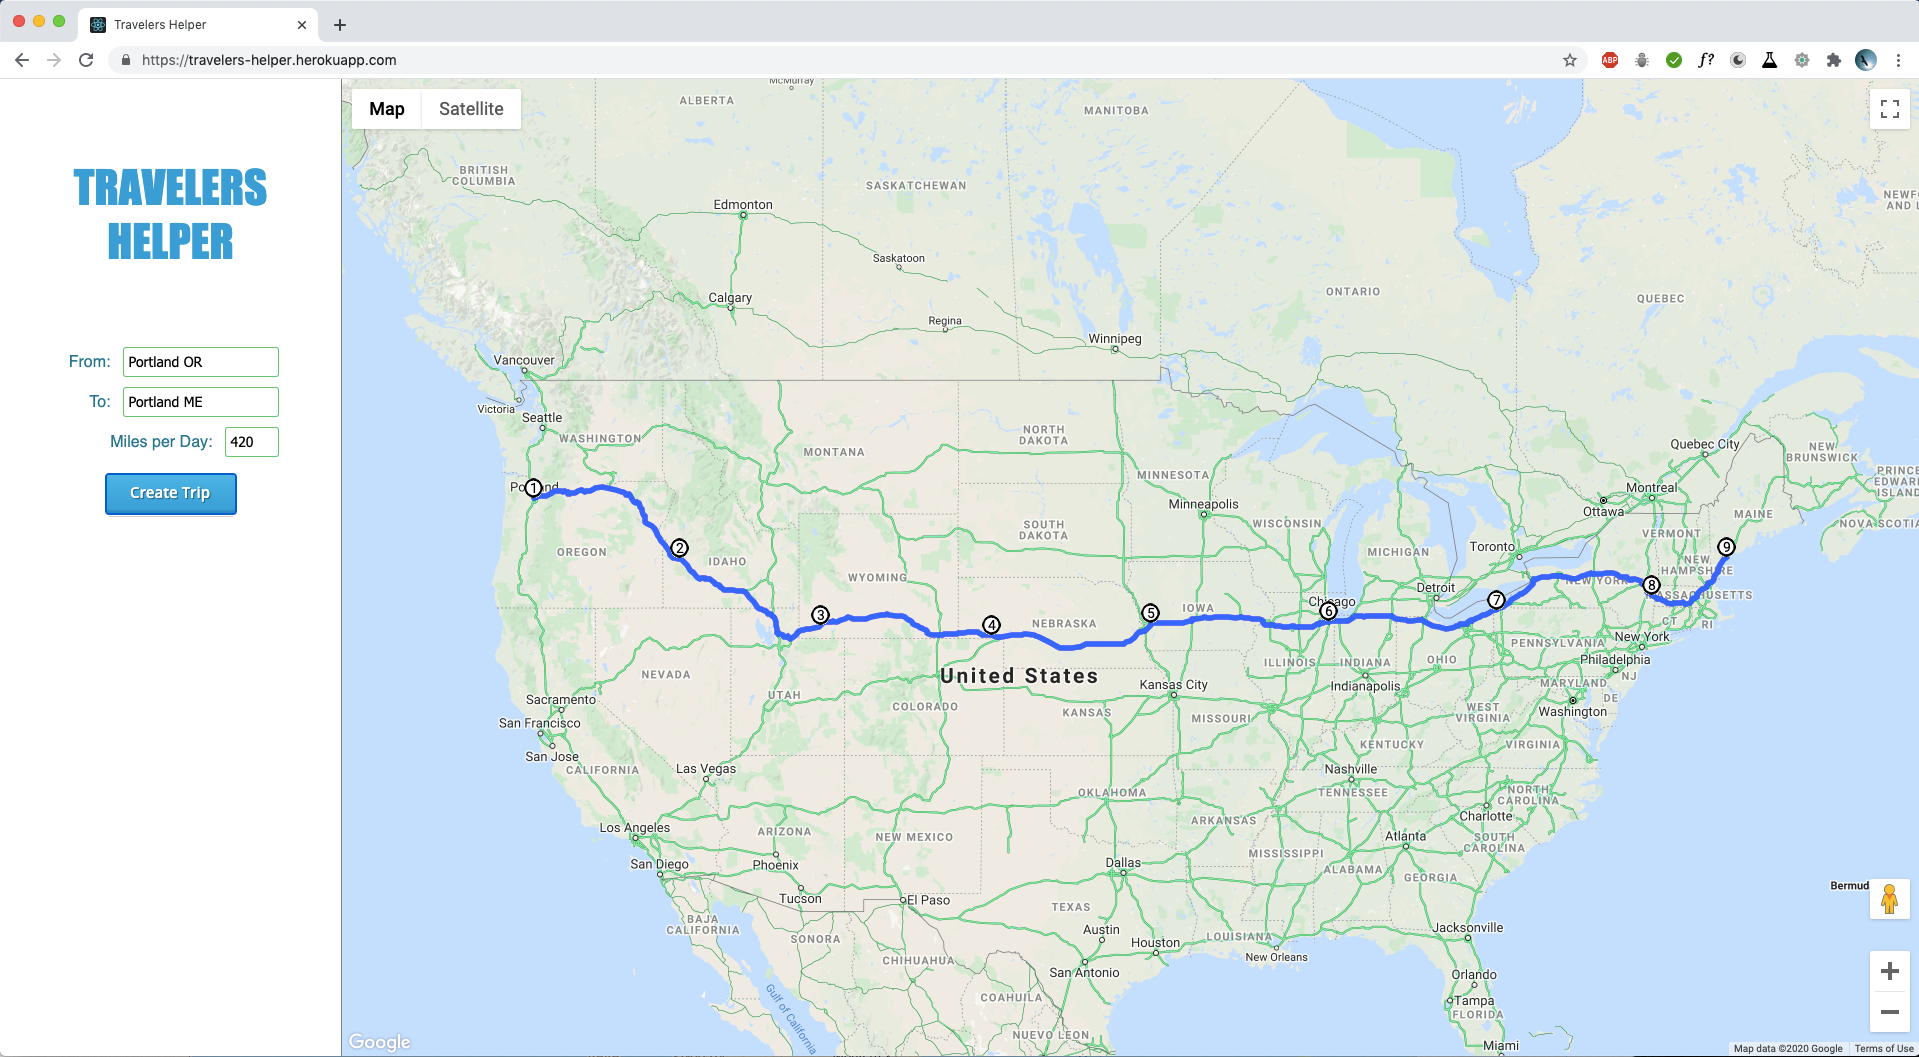 Travelers Helper
https://travelers-helper.herokuapp.com
ABP
f?
TRAVELERS
HELPER
From:
Portland OR
To:
Portland ME
Miles per Day:
420
Create Trip
Map
Satellite
McMurray
ALBERTA
MANITOBA
BRITISH
COLUMBIA
SASKATCHEWAN
Edmonton
Saskatoon
Calgary
Regina
Winnipeg
ONTARIO
QUEBEC
Vancouver
Victoria
Seattle
WASHINGTON
MONTANA
NORTH
DAKOTA
MINNESOTA
Quebec City
NEW
BRUNSWICK
PRINCE
EDWARD
ISLAND
Montreal
Ottawa
MAINE
NOVA SCOTIA
1
2
3
4
5
6
7
8
9
OREGON
IDAHO
WYOMING
SOUTH
DAKOTA
Minneapolis
WISCONSIN
MICHIGAN
Toronto
VERMONT
NEW
HAMPSHIRE
NEW YORK
MASSACHUSETTS
CT
RI
Detroit
Chicago
IOWA
NEBRASKA
United States
NEVADA
UTAH
COLORADO
KANSAS
Kansas City
MISSOURI
ILLINOIS
INDIANA
Indianapolis
OHIO
PENNSYLVANIA
New York
Philadelphia
NJ
MARYLAND
DE
Washington
WEST
VIRGINIA
VIRGINIA
KENTUCKY
Sacramento
San Francisco
San Jose
CALIFORNIA
Las Vegas
Los Angeles
San Diego
ARIZONA
Phoenix
Tucson
NEW MEXICO
El Paso
OKLAHOMA
ARKANSAS
Nashville
TENNESSEE
NORTH
CAROLINA
Charlotte
SOUTH
CAROLINA
Atlanta
MISSISSIPPI
ALABAMA
GEORGIA
Dallas
TEXAS
Austin
Houston
San Antonio
LOUISIANA
New Orleans
Jacksonville
Orlando
Tampa
FLORIDA
Miami
BAJA
CALIFORNIA
SONORA
CHIHUAHUA
COAHUILA
NUEVO LEON
Gulf of California
Google
Map data ©2020 Google
Terms of Use